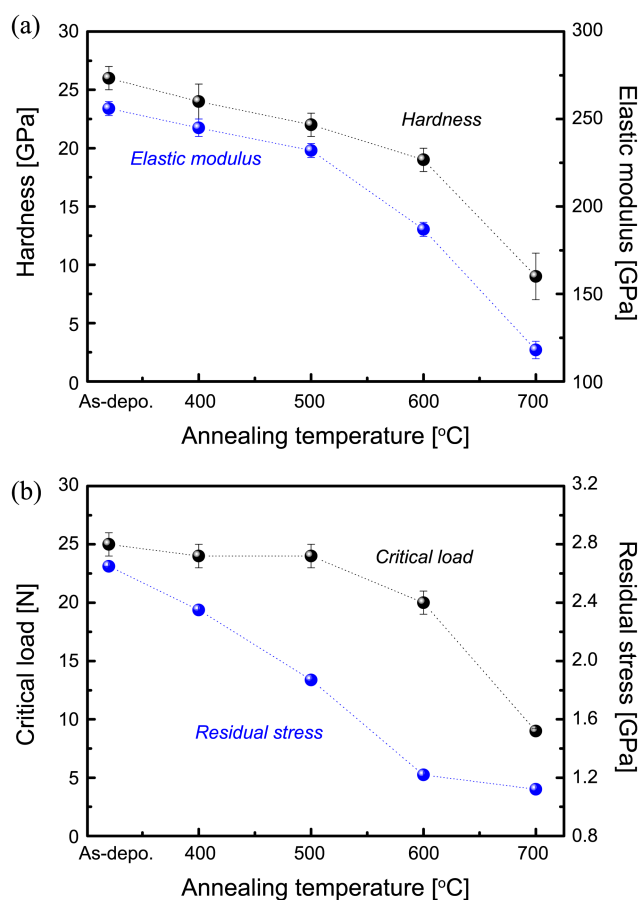 (a)
30
25
20
15
10
5
0
Hardness [GPa]
300
250
200
150
100
Elastic modulus
[GPa]
Hardness
Elastic modulus
As-depo.
400
500
600
700
Annealing temperature [°C]
(b)
30
25
20
15
10
5
0
Critical load [N]
3.2
2.8
2.4
2.0
1.6
1.2
0.8
Residual stress [GPa]
Critical load
Residual stress
As-depo.
400
500
600
700
Annealing temperature [°C]